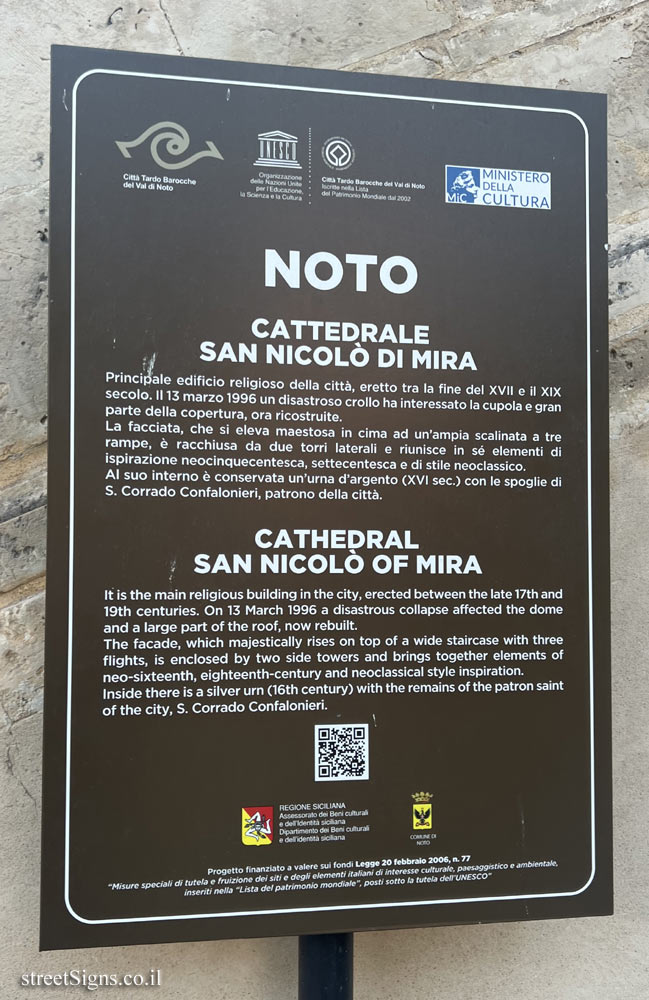 Città Tardo Barocche
del Val di Noto
UNESCO
Organizzazione
delle Nazioni Unite
per l'Educazione,
la Scienza e la Cultura
Città Tardo Barocche del Val di Noto
Iscritte nella Lista
del Patrimonio Mondiale dal 2002
MiC
MINISTERO
DELLA
CULTURA
NOTO
CATTEDRALE
SAN NICOLÒ DI MIRA
Principale edificio religioso della città, eretto tra la fine del XVII e il XIX
secolo. Il 13 marzo 1996 un disastroso crollo ha interessato la cupola e gran
parte della copertura, ora ricostruite.
La facciata, che si eleva maestosa in cima ad un'ampia scalinata a tre
rampe, è racchiusa da due torri laterali e riunisce in sé elementi di
ispirazione neocinquecentesca, settecentesca e di stile neoclassico.
Al suo interno è conservata un'urna d'argento (XVI sec.) con le spoglie di
S. Corrado Confalonieri, patrono della città.
CATHEDRAL
SAN NICOLÒ OF MIRA
It is the main religious building in the city, erected between the late 17th and
19th centuries. On 13 March 1996 a disastrous collapse affected the dome
and a large part of the roof, now rebuilt.
The facade, which majestically rises on top of a wide staircase with three
flights, is enclosed by two side towers and brings together elements of
neo-sixteenth, eighteenth-century and neoclassical style inspiration.
Inside there is a silver urn (16th century) with the remains of the patron saint
of the city, S. Corrado Confalonieri.
REGIONE SICILIANA
Assessorato dei Beni culturali
e dell'Identità siciliana
Dipartimento dei Beni culturali
e dell'identità siciliana
COMUNE DI
NOTO
Progetto finanziato a valere sui fondi Legge 20 febbraio 2006, n. 77
"Misure speciali di tutela e fruizione dei siti e degli elementi italiani di interesse culturale, paesaggistico e ambientale,
inseriti nella "Lista del patrimonio mondiale", posti sotto la tutela dell'UNESCO"
streetSigns.co.il